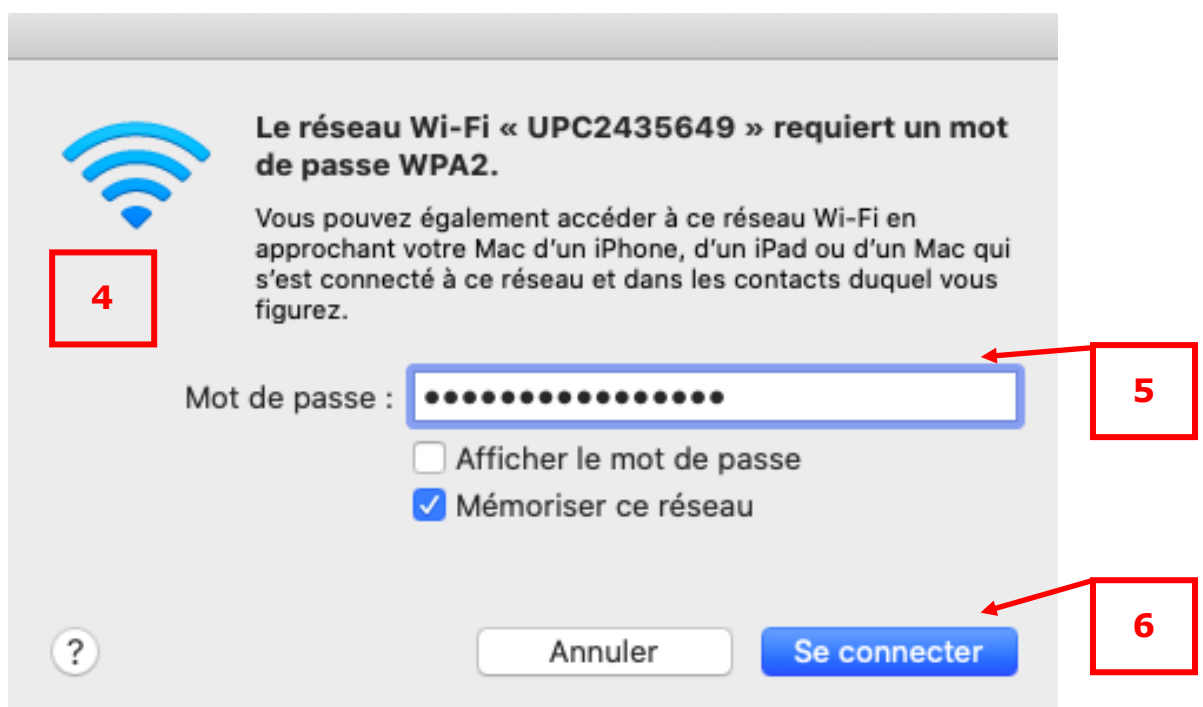 Le réseau Wi-Fi « UPC2435649 » requiert un mot
de passe WPA2.
Vous pouvez également accéder à ce réseau Wi-Fi en
approchant votre Mac d’un iPhone, d’un iPad ou d’un Mac qui
s’est connecté à ce réseau et dans les contacts duquel vous
figurez.
4
Mot de passe : ••••••••••••••••
5
Afficher le mot de passe
Mémoriser ce réseau
? Annuler Se connecter
6